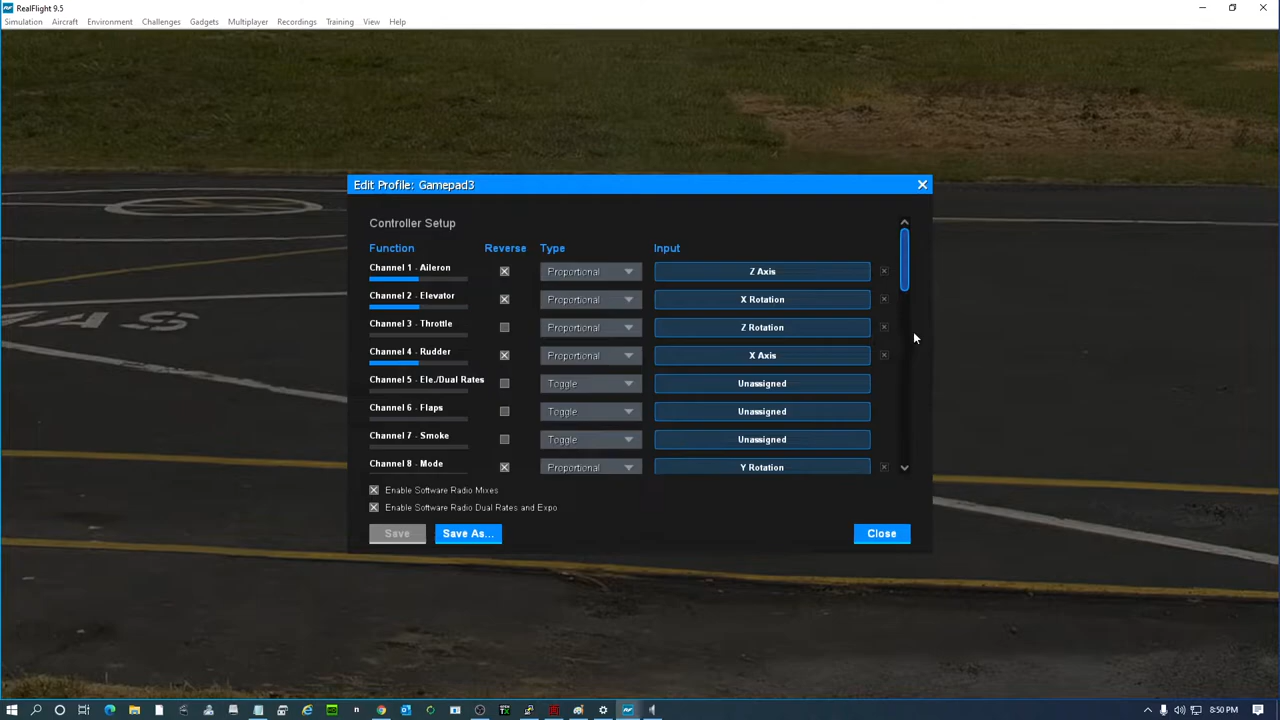 RealFlight 9.5
Simulation Aircraft Environment Challenges Gadgets Multiplayer Recordings Training View Help
Edit Profile: Gamepad3
Controller Setup
Function Reverse Type Input
Channel 1 - Aileron Proportional Z Axis
Channel 2 - Elevator Proportional X Rotation
Channel 3 - Throttle Proportional Z Rotation
Channel 4 - Rudder Proportional X Axis
Channel 5 - Ele./Dual Rates Toggle Unassigned
Channel 6 - Flaps Toggle Unassigned
Channel 7 - Smoke Toggle Unassigned
Channel 8 - Mode Proportional Y Rotation
Enable Software Radio Mixes
Enable Software Radio Dual Rates and Expo
Save Save As... Close
MAS
8:50 PM